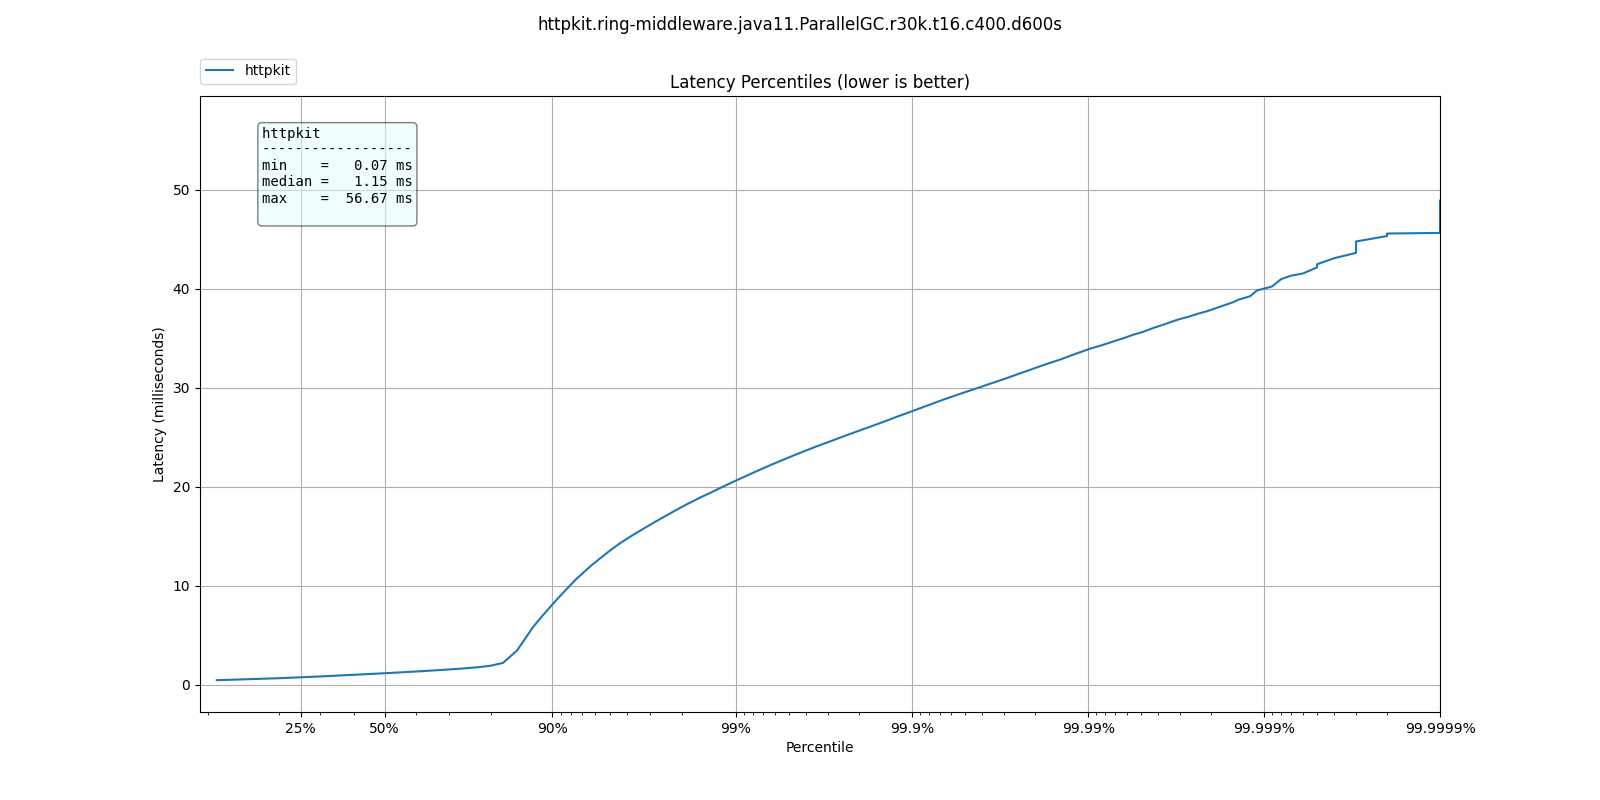 httpkit.ring-middleware.java11.ParallelGC.r30k.t16.c400.d600s
httpkit
Latency Percentiles (lower is better)
httpkit
------------------
min    =   0.07 ms
median =   1.15 ms
max    =  56.67 ms
50
40
30
20
10
0
Latency (milliseconds)
25% 50% 90% 99% 99.9% 99.99% 99.999% 99.9999%
Percentile